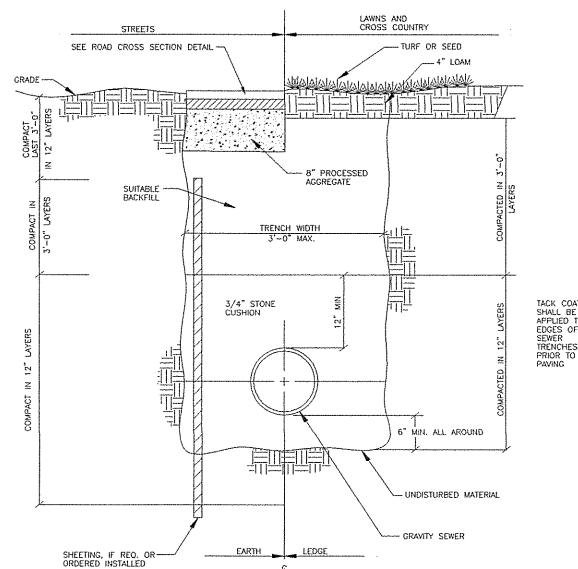 STREETS
LAWNS AND
CROSS COUNTRY
SEE ROAD CROSS SECTION DETAIL
TURF OR SEED
4" LOAM
GRADE
COMPACT
LAST 3'-0"
IN 12" LAYERS
8" PROCESSED
AGGREGATE
SUITABLE
BACKFILL
COMPACT IN
3'-0" LAYERS
COMPACTED IN 3'-0"
LAYERS
TRENCH WIDTH
3'-0" MAX.
3/4" STONE
CUSHION
12" MIN
TACK COA
SHALL BE
APPLIED T
EDGES OF
SEWER
TRENCHES
PRIOR TO
PAVING
COMPACT IN 12" LAYERS
COMPACTED IN 12" LAYERS
6" MIN. ALL AROUND
UNDISTURBED MATERIAL
GRAVITY SEWER
SHEETING, IF REQ. OR
ORDERED INSTALLED
EARTH
LEDGE